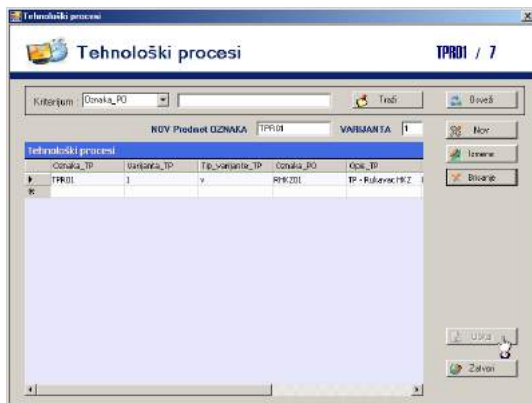 Tehnološki procesi
Tehnološki procesi TPR01 / 7
Kriterijum : Oznaka_PO Traži Osveži
NOV Predmet OZNAKA TPR01 VARIJANTA 1 Nov
Tehnološki procesi Izmene
Oznaka_TP Varijanta_TP Tip_varijante_TP Oznaka_PO Opis_TP Brisanje
TPR01 1 v RHKZ01 TP - Rukavac HKZ
Zatvori